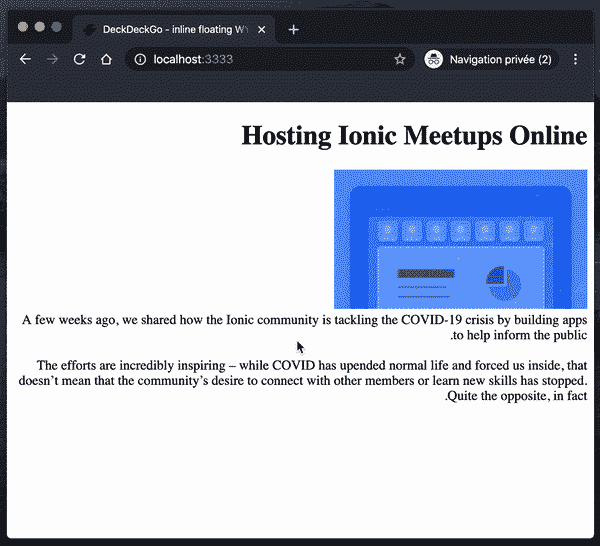 DeckDeckGo - inline floating WY
localhost:3333
Navigation privée (2)
Hosting Ionic Meetups Online
A few weeks ago, we shared how the Ionic community is tackling the COVID-19 crisis by building apps
.to help inform the public
The efforts are incredibly inspiring – while COVID has upended normal life and forced us inside, that
doesn’t mean that the community’s desire to connect with other members or learn new skills has stopped.
.Quite the opposite, in fact